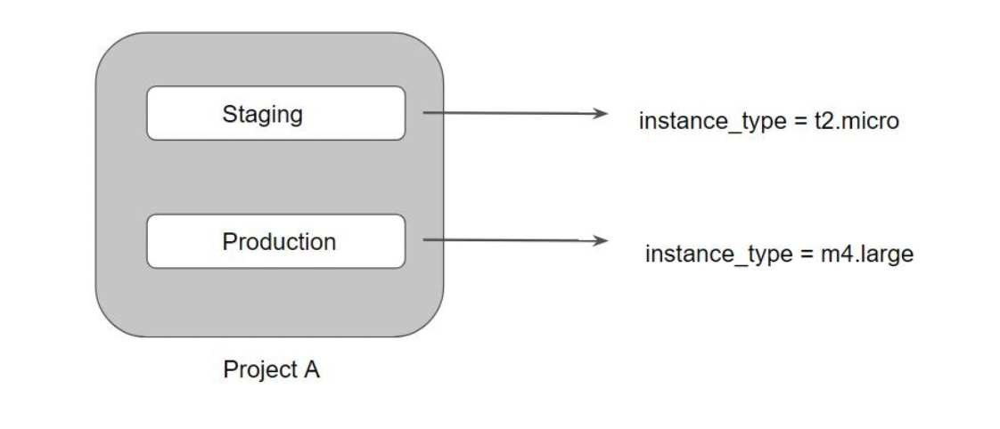 Staging
instance_type = t2.micro
Production
instance_type = m4.large
Project A